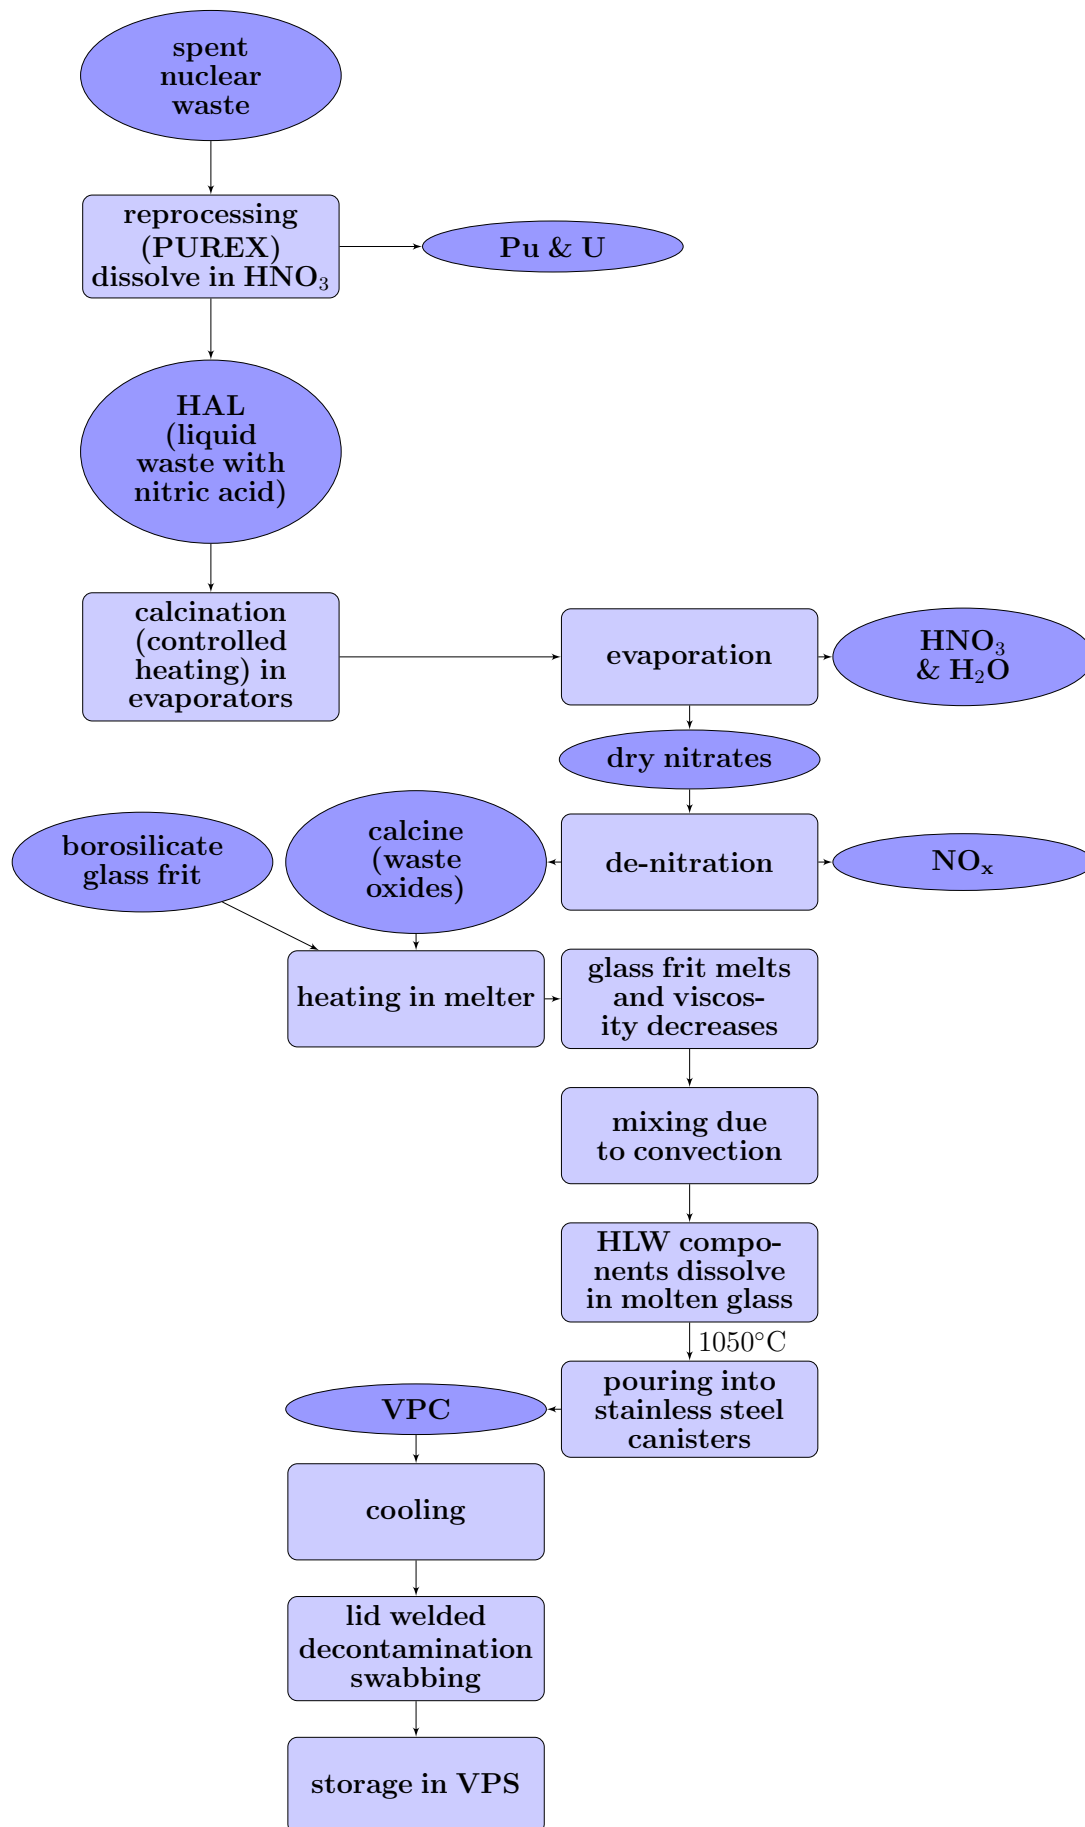 spent
nuclear
waste
reprocessing
(PUREX)
dissolve in HNO₃
Pu & U
HAL
(liquid
waste with
nitric acid)
calcination
(controlled
heating) in
evaporators
evaporation
HNO₃
& H₂O
dry nitrates
borosilicate
glass frit
calcine
(waste
oxides)
de-nitration
NOₓ
heating in melter
glass frit melts
and viscos-
ity decreases
mixing due
to convection
HLW compo-
nents dissolve
in molten glass
1050°C
pouring into
stainless steel
canisters
VPC
cooling
lid welded
decontamination
swabbing
storage in VPS